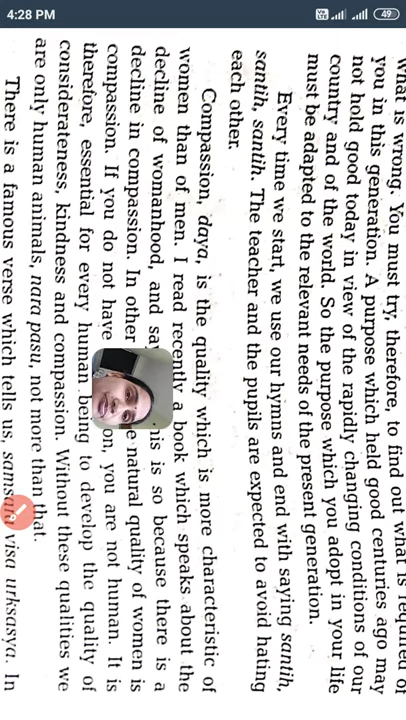 4:28 PM
Vo LTE
49
what is wrong. You must try, therefore, to find out what is required of
you in this generation. A purpose which held good centuries ago may
not hold good today in view of the rapidly changing conditions of our
country and of the world. So the purpose which you adopt in your life
must be adapted to the relevant needs of the present generation.
Every time we start, we use our hymns and end with saying santih,
santih, santih. The teacher and the pupils are expected to avoid hating
each other.
Compassion, daya, is the quality which is more characteristic of
women than of men. I read recently a book which speaks about the
decline of womanhood, and his is so because there is a
decline in compassion. In other e natural quality of women is
compassion. If you do not have on, you are not human. It is
therefore, essential for every human being to develop the quality of
considerateness, kindness and compassion. Without these qualities we
are only human animals, nara pasu, not more than that.
There is a famous verse which tells us, visa urksasya. In